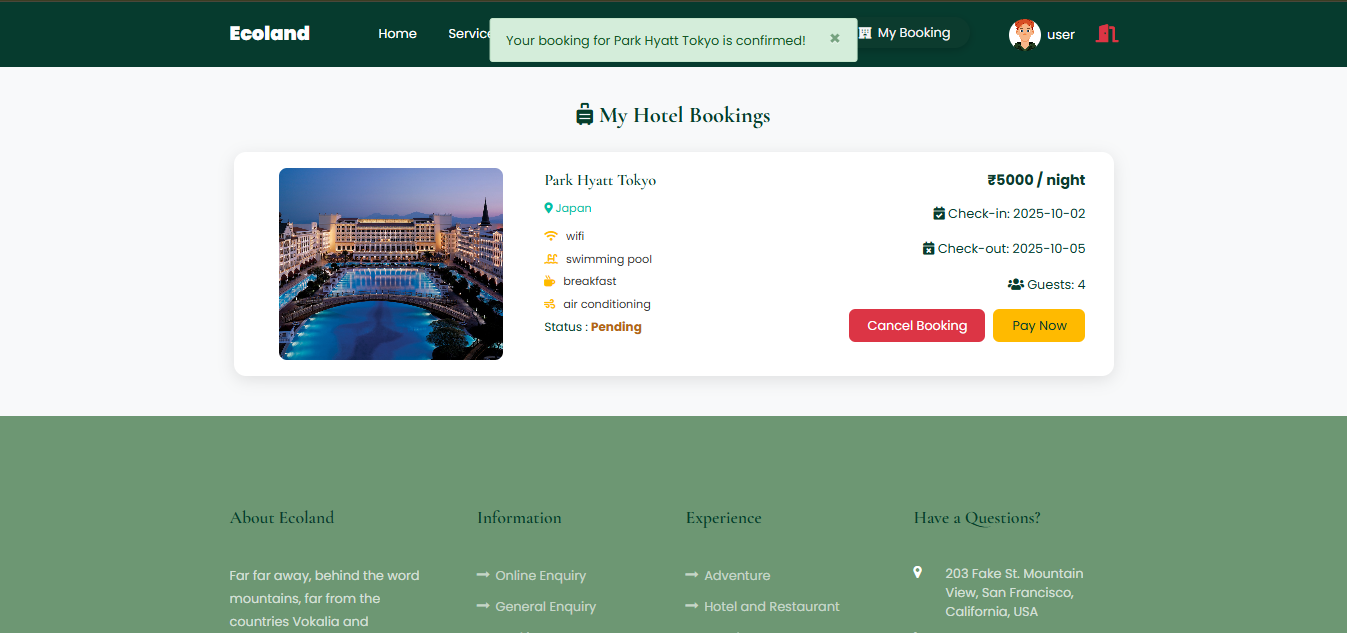 Ecoland
Home
Service
Your booking for Park Hyatt Tokyo is confirmed!
My Booking
user
My Hotel Bookings
Park Hyatt Tokyo
Japan
wifi
swimming pool
breakfast
air conditioning
Status : Pending
₹5000 / night
Check-in: 2025-10-02
Check-out: 2025-10-05
Guests: 4
Cancel Booking
Pay Now
About Ecoland
Far far away, behind the word
mountains, far from the
countries Vokalia and
Information
Online Enquiry
General Enquiry
Experience
Adventure
Hotel and Restaurant
Have a Questions?
203 Fake St. Mountain
View, San Francisco,
California, USA